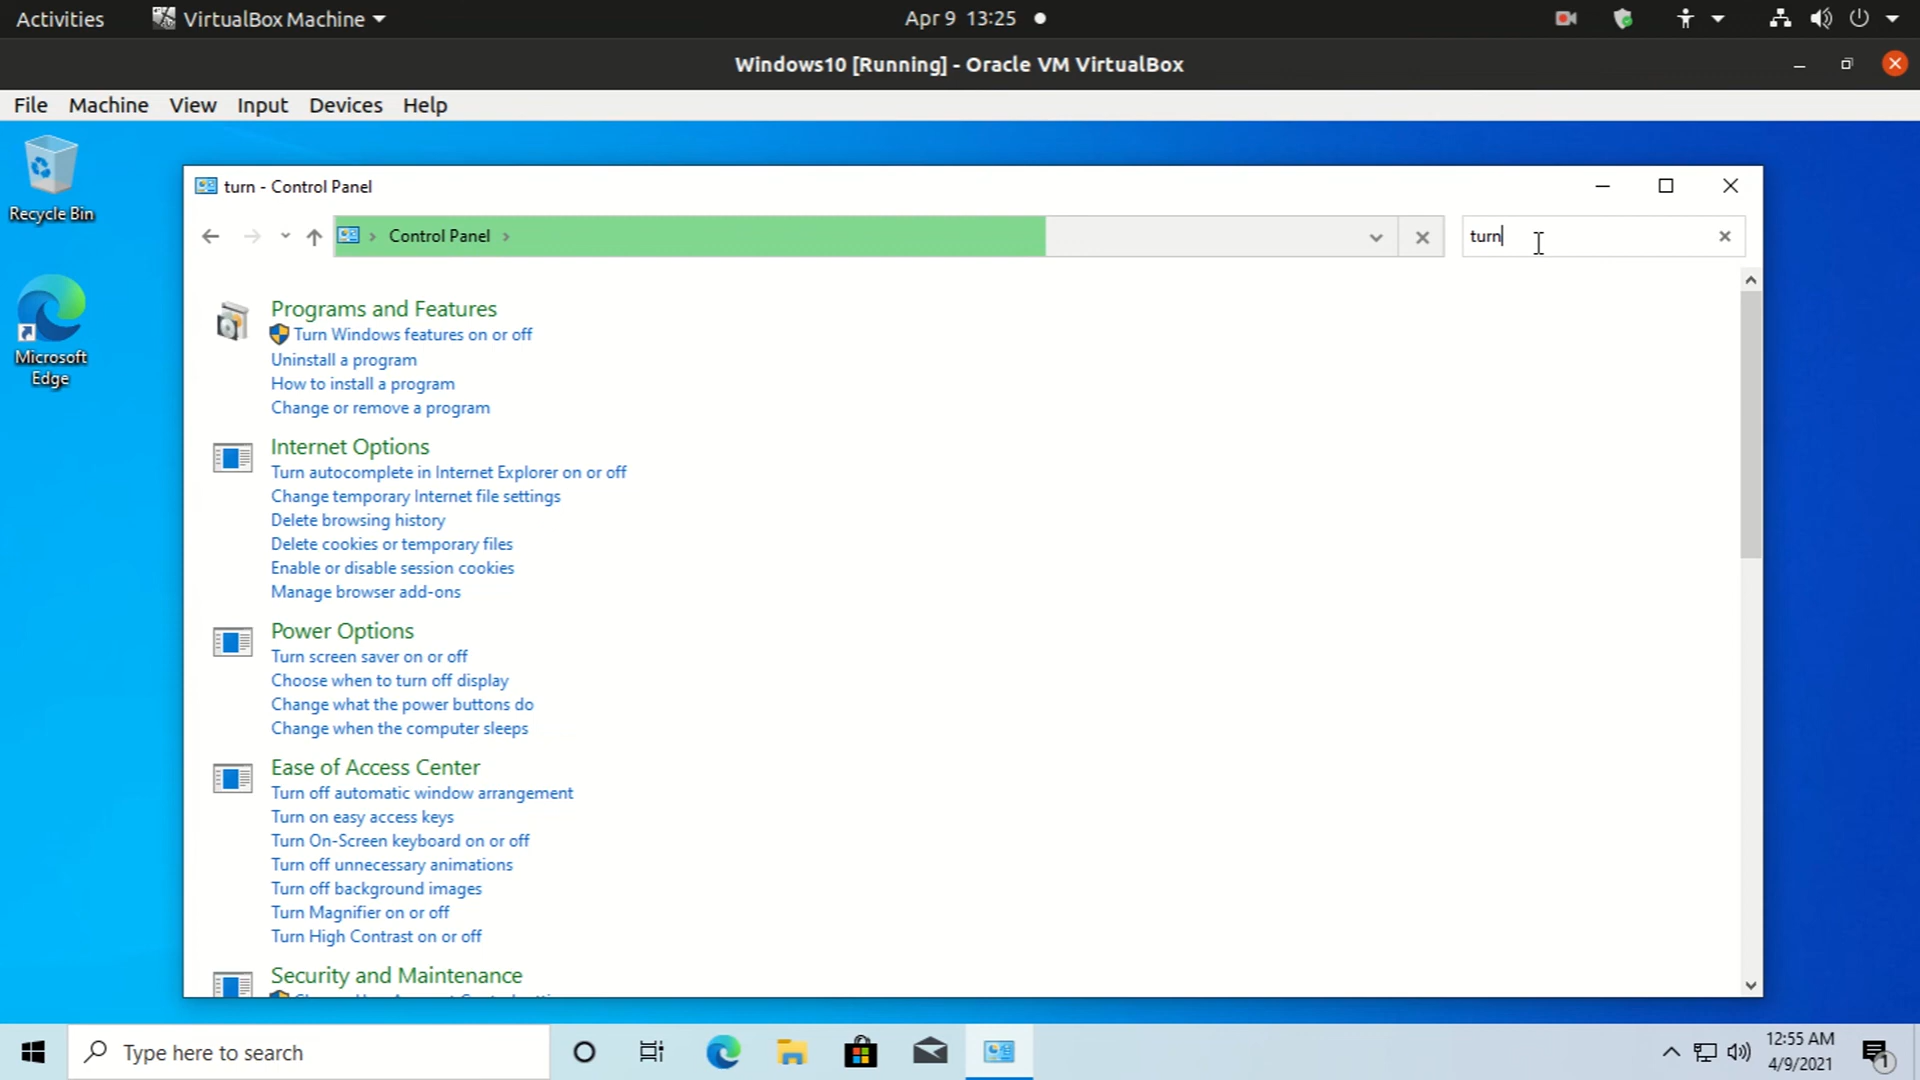 Activities
VirtualBox Machine
Apr 9 13:25
Windows10 [Running] - Oracle VM VirtualBox
File Machine View Input Devices Help
Recycle Bin
Microsoft
Edge
turn - Control Panel
Control Panel
turn
Programs and Features
Turn Windows features on or off
Uninstall a program
How to install a program
Change or remove a program
Internet Options
Turn autocomplete in Internet Explorer on or off
Change temporary Internet file settings
Delete browsing history
Delete cookies or temporary files
Enable or disable session cookies
Manage browser add-ons
Power Options
Turn screen saver on or off
Choose when to turn off display
Change what the power buttons do
Change when the computer sleeps
Ease of Access Center
Turn off automatic window arrangement
Turn on easy access keys
Turn On-Screen keyboard on or off
Turn off unnecessary animations
Turn off background images
Turn Magnifier on or off
Turn High Contrast on or off
Security and Maintenance
Type here to search
12:55 AM
4/9/2021
1